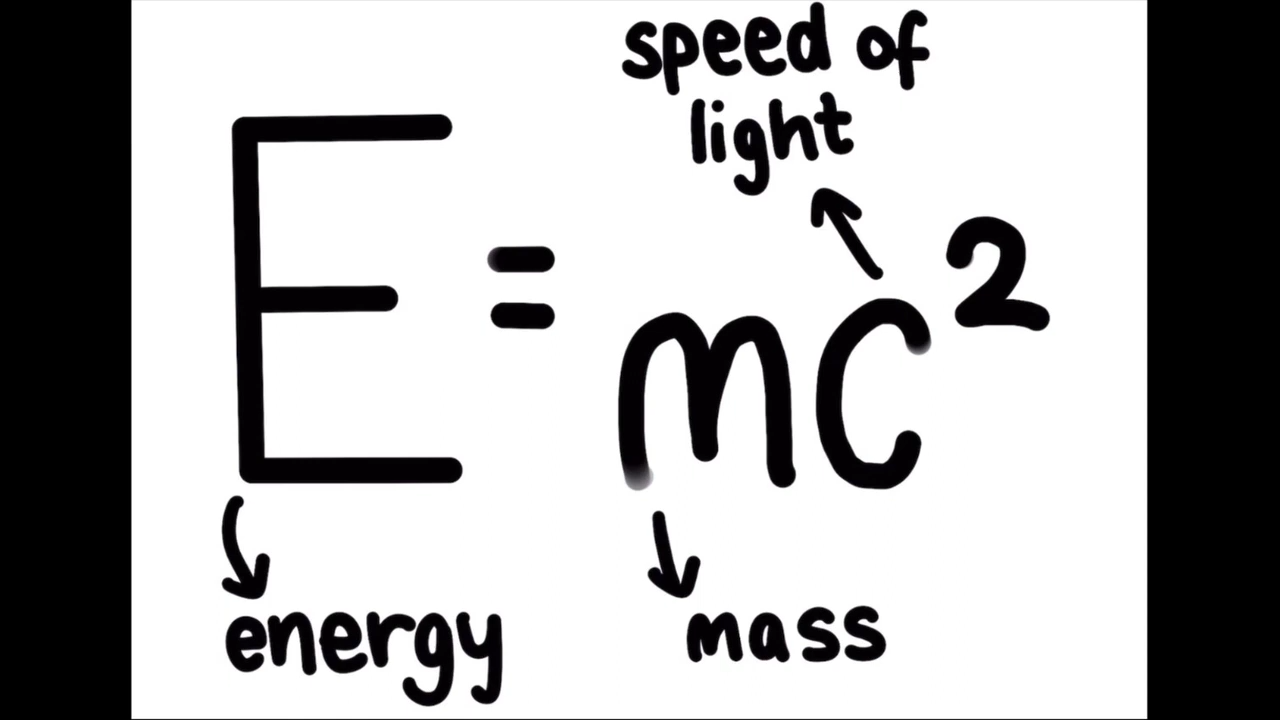 speed of
light
E = mc²
energy
mass